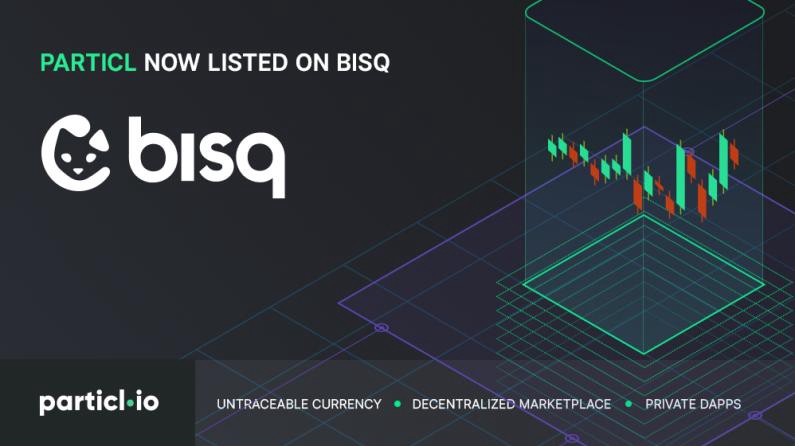 PARTICL NOW LISTED ON BISQ
bisq
particl.io
UNTRACEABLE CURRENCY • DECENTRALIZED MARKETPLACE • PRIVATE DAPPS